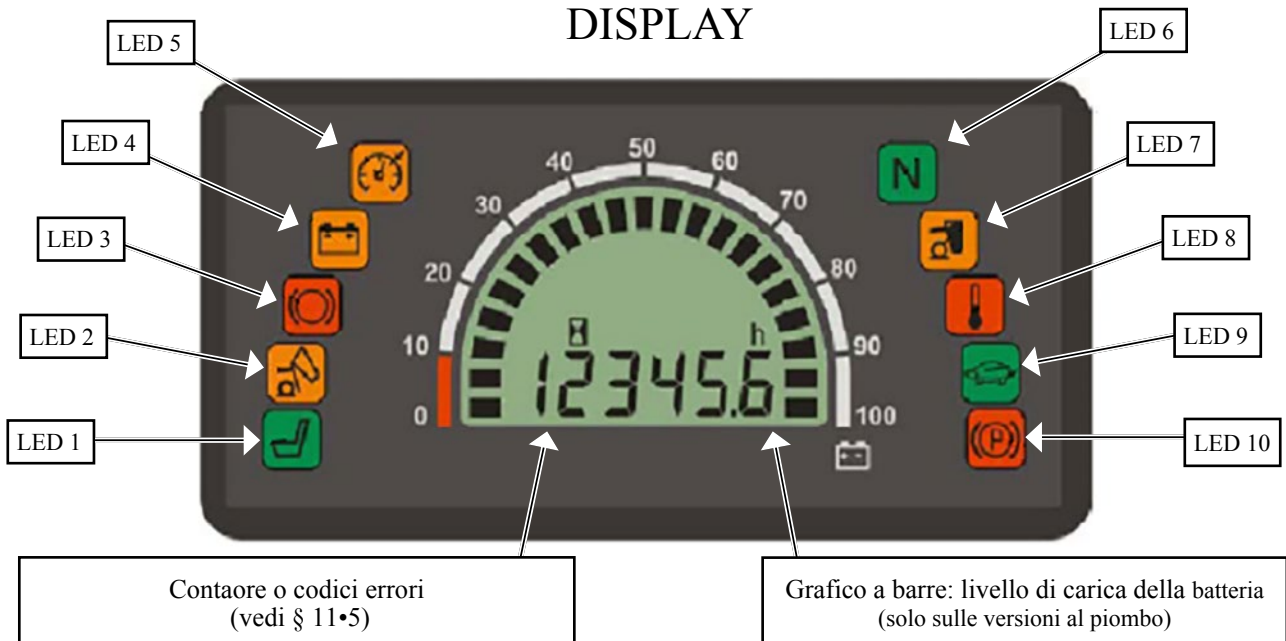 DISPLAY
LED 5
LED 6
LED 4
LED 7
LED 3
LED 8
LED 2
LED 9
LED 1
LED 10
0
10
20
30
40
50
60
70
80
90
100
N
h
12345.6
P
Contaore o codici errori
(vedi § 11•5)
Grafico a barre: livello di carica della batteria
(solo sulle versioni al piombo)